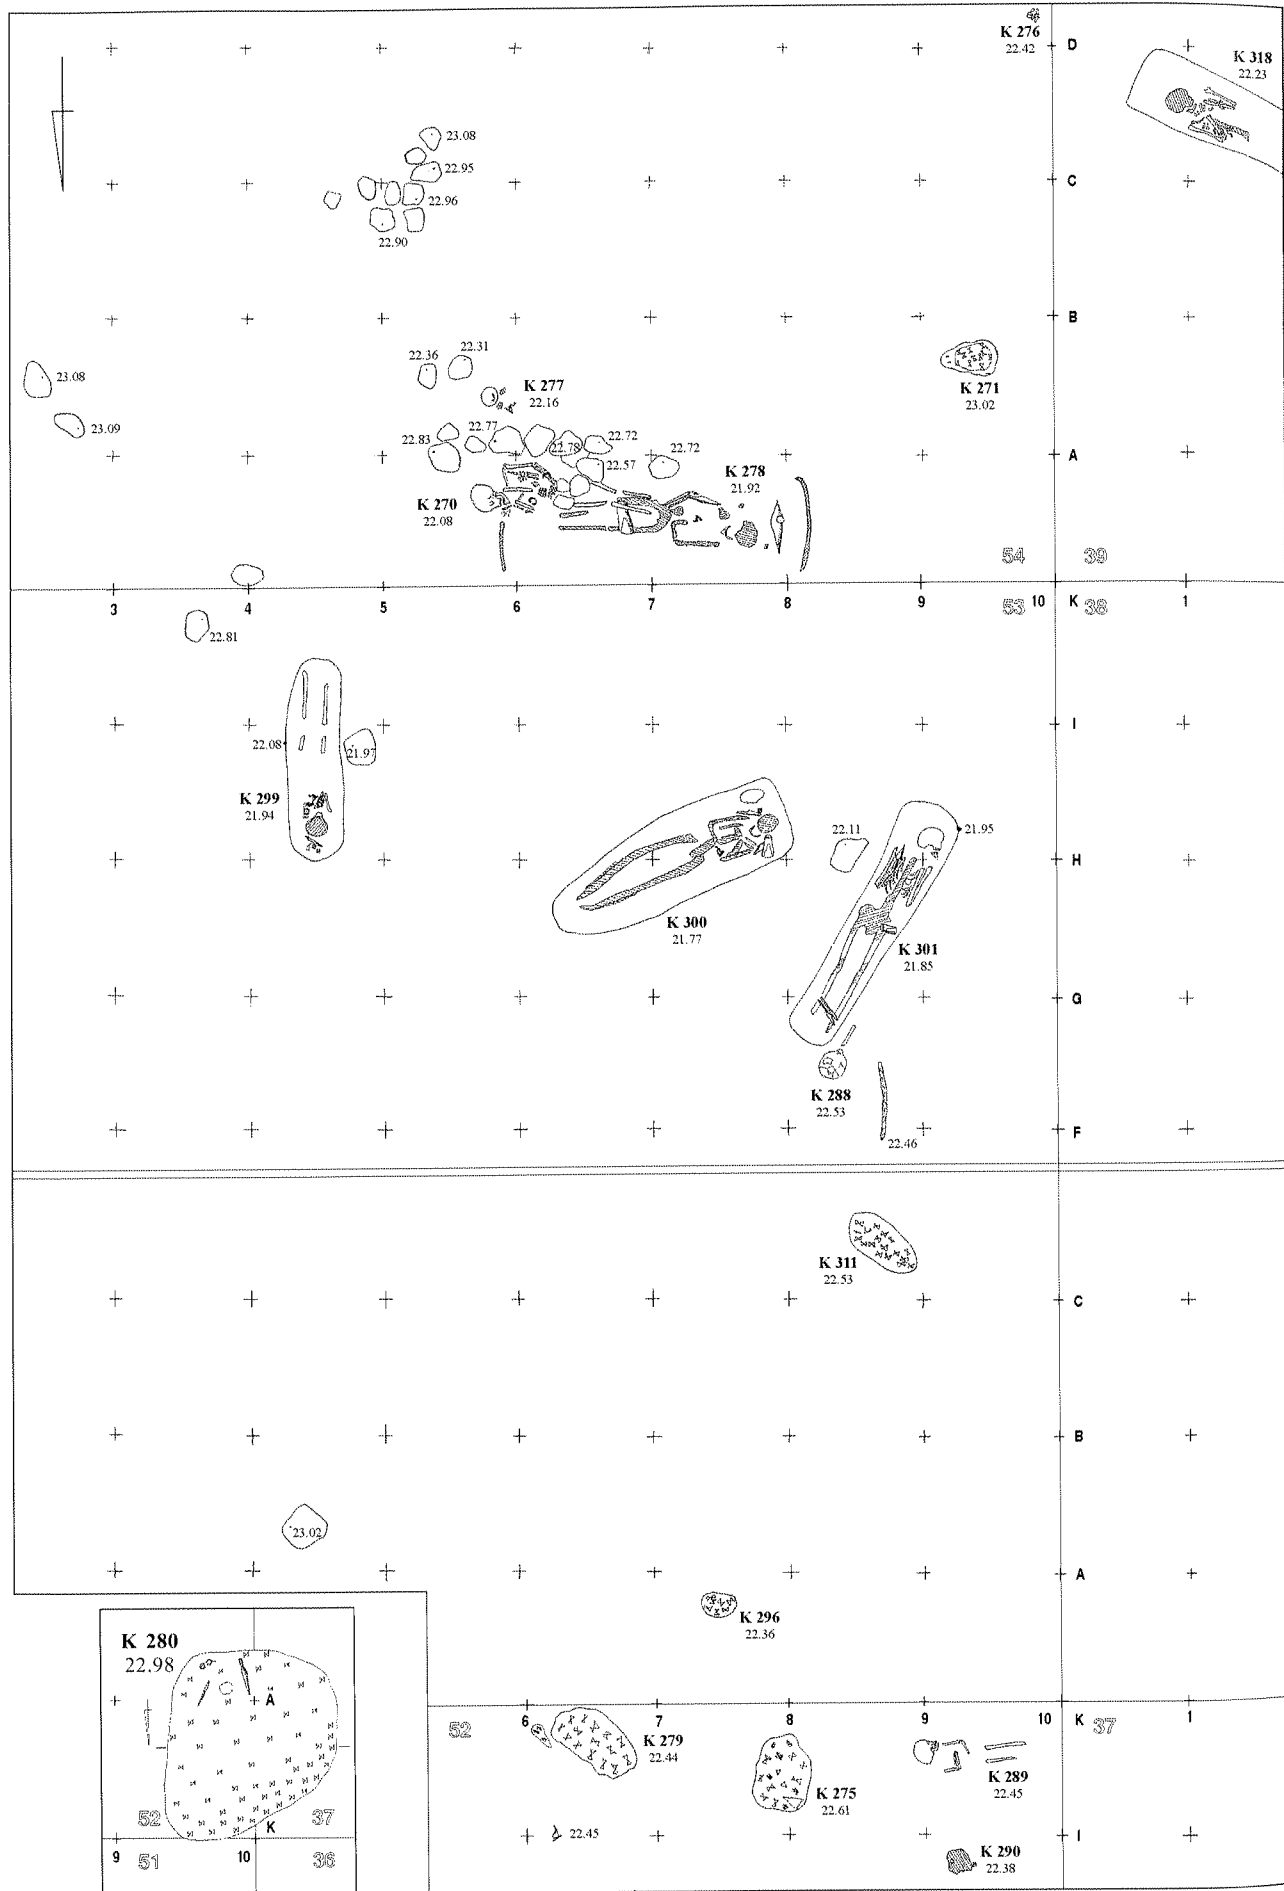 K 276
22.42
D
K 318
22.23
23.08
22.95
C
22.96
22.90
B
22.36
22.31
23.08
K 277
22.16
K 271
23.02
23.09
22.83
22.77
22.78
22.72
22.72
A
22.57
K 278
21.92
K 270
22.08
54
39
3
4
5
6
7
8
9
53
10
K
38
1
22.81
I
22.08
21.97
K 299
21.94
22.11
21.95
H
K 300
21.77
K 301
21.85
G
K 288
22.53
F
22.46
K 311
22.53
C
B
23.02
A
K 296
22.36
K 280
22.98
A
52
37
K
9
51
10
36
52
6
7
8
9
10
K
37
1
K 279
22.44
K 275
22.61
K 289
22.45
22.45
I
K 290
22.38